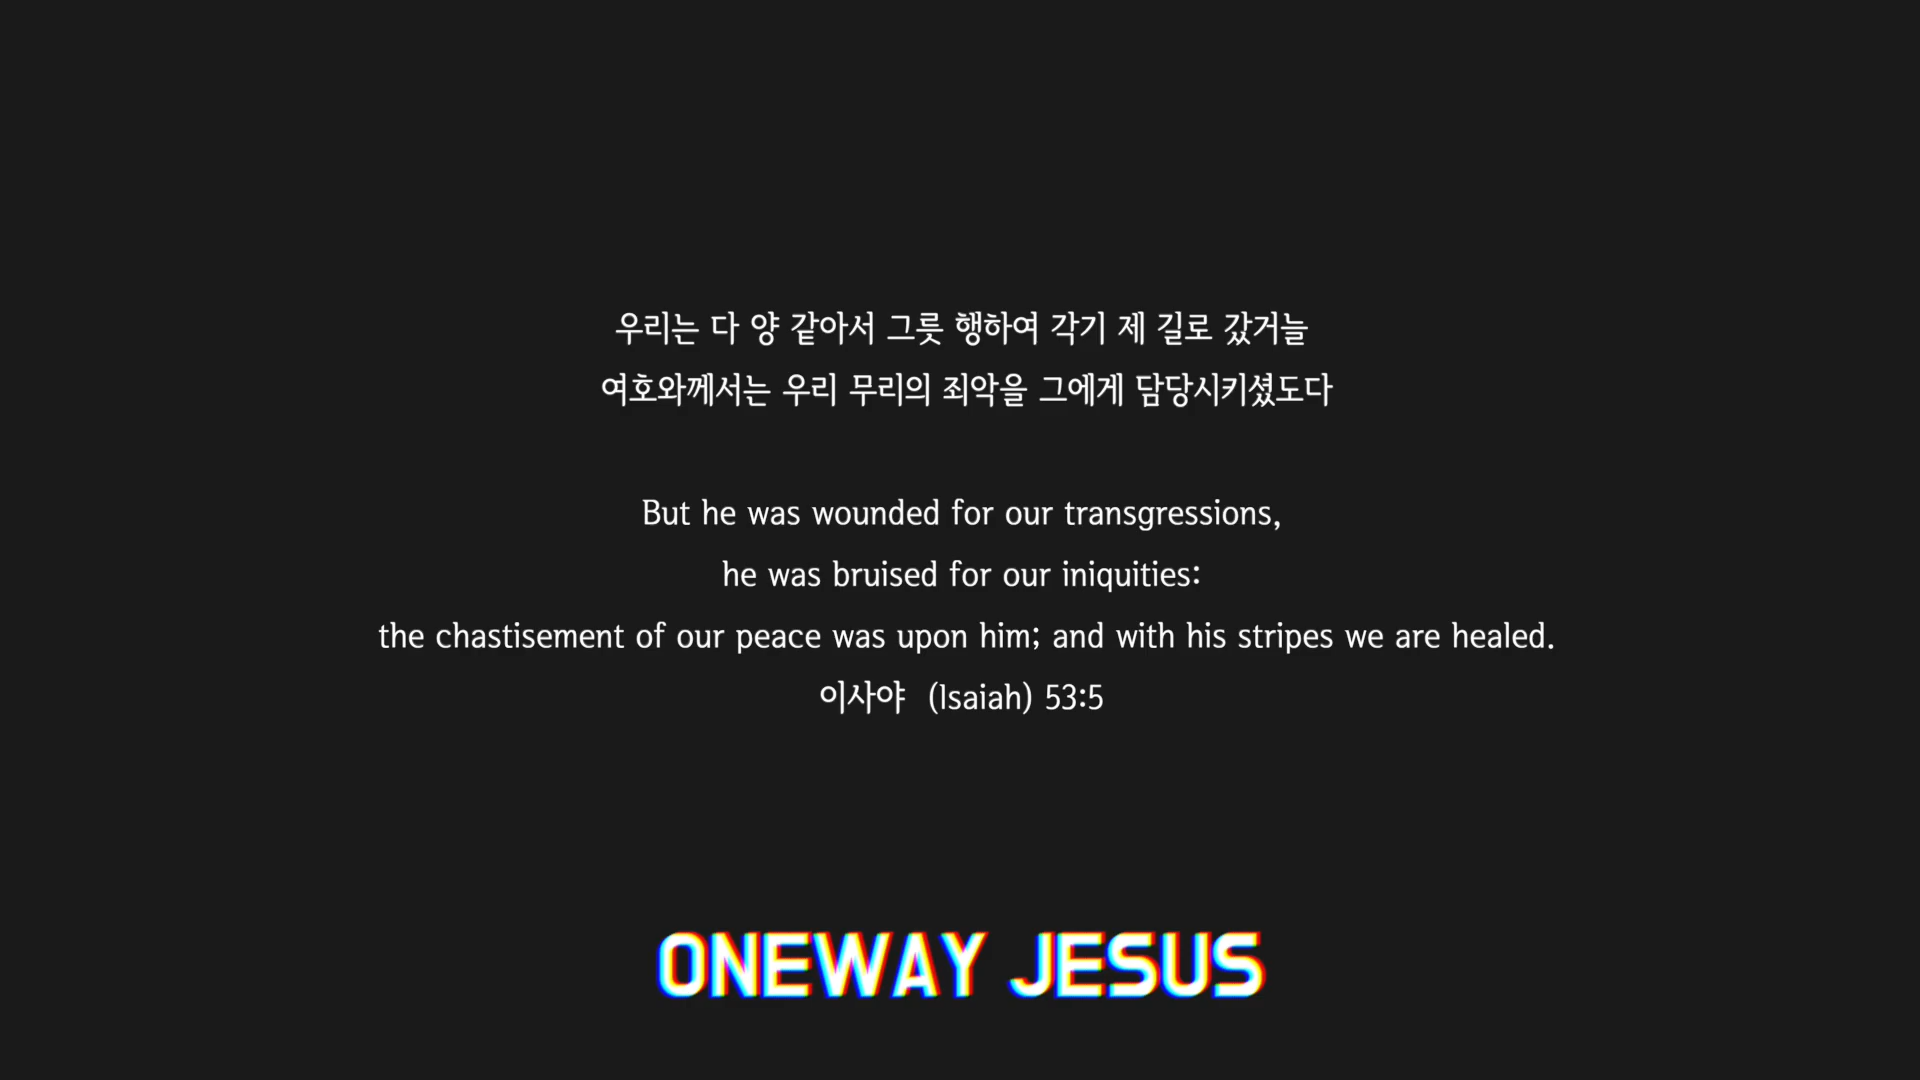 우리는 다 양 같아서 그릇 행하여 각기 제 길로 갔거늘
여호와께서는 우리 무리의 죄악을 그에게 담당시키셨도다
But he was wounded for our transgressions,
he was bruised for our iniquities:
the chastisement of our peace was upon him; and with his stripes we are healed.
이사야  (Isaiah) 53:5
ONEWAY JESUS